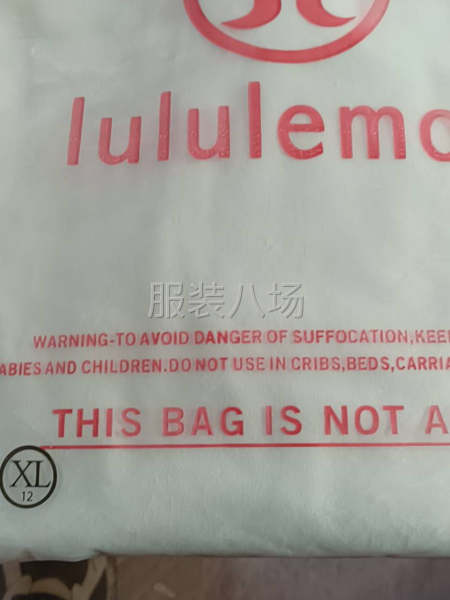 lululemo
服装八场
WARNING-TO AVOID DANGER OF SUFFOCATION,KEE
ABIES AND CHILDREN.DO NOT USE IN CRIBS,BEDS,CARRIA
THIS BAG IS NOT A
XL
12